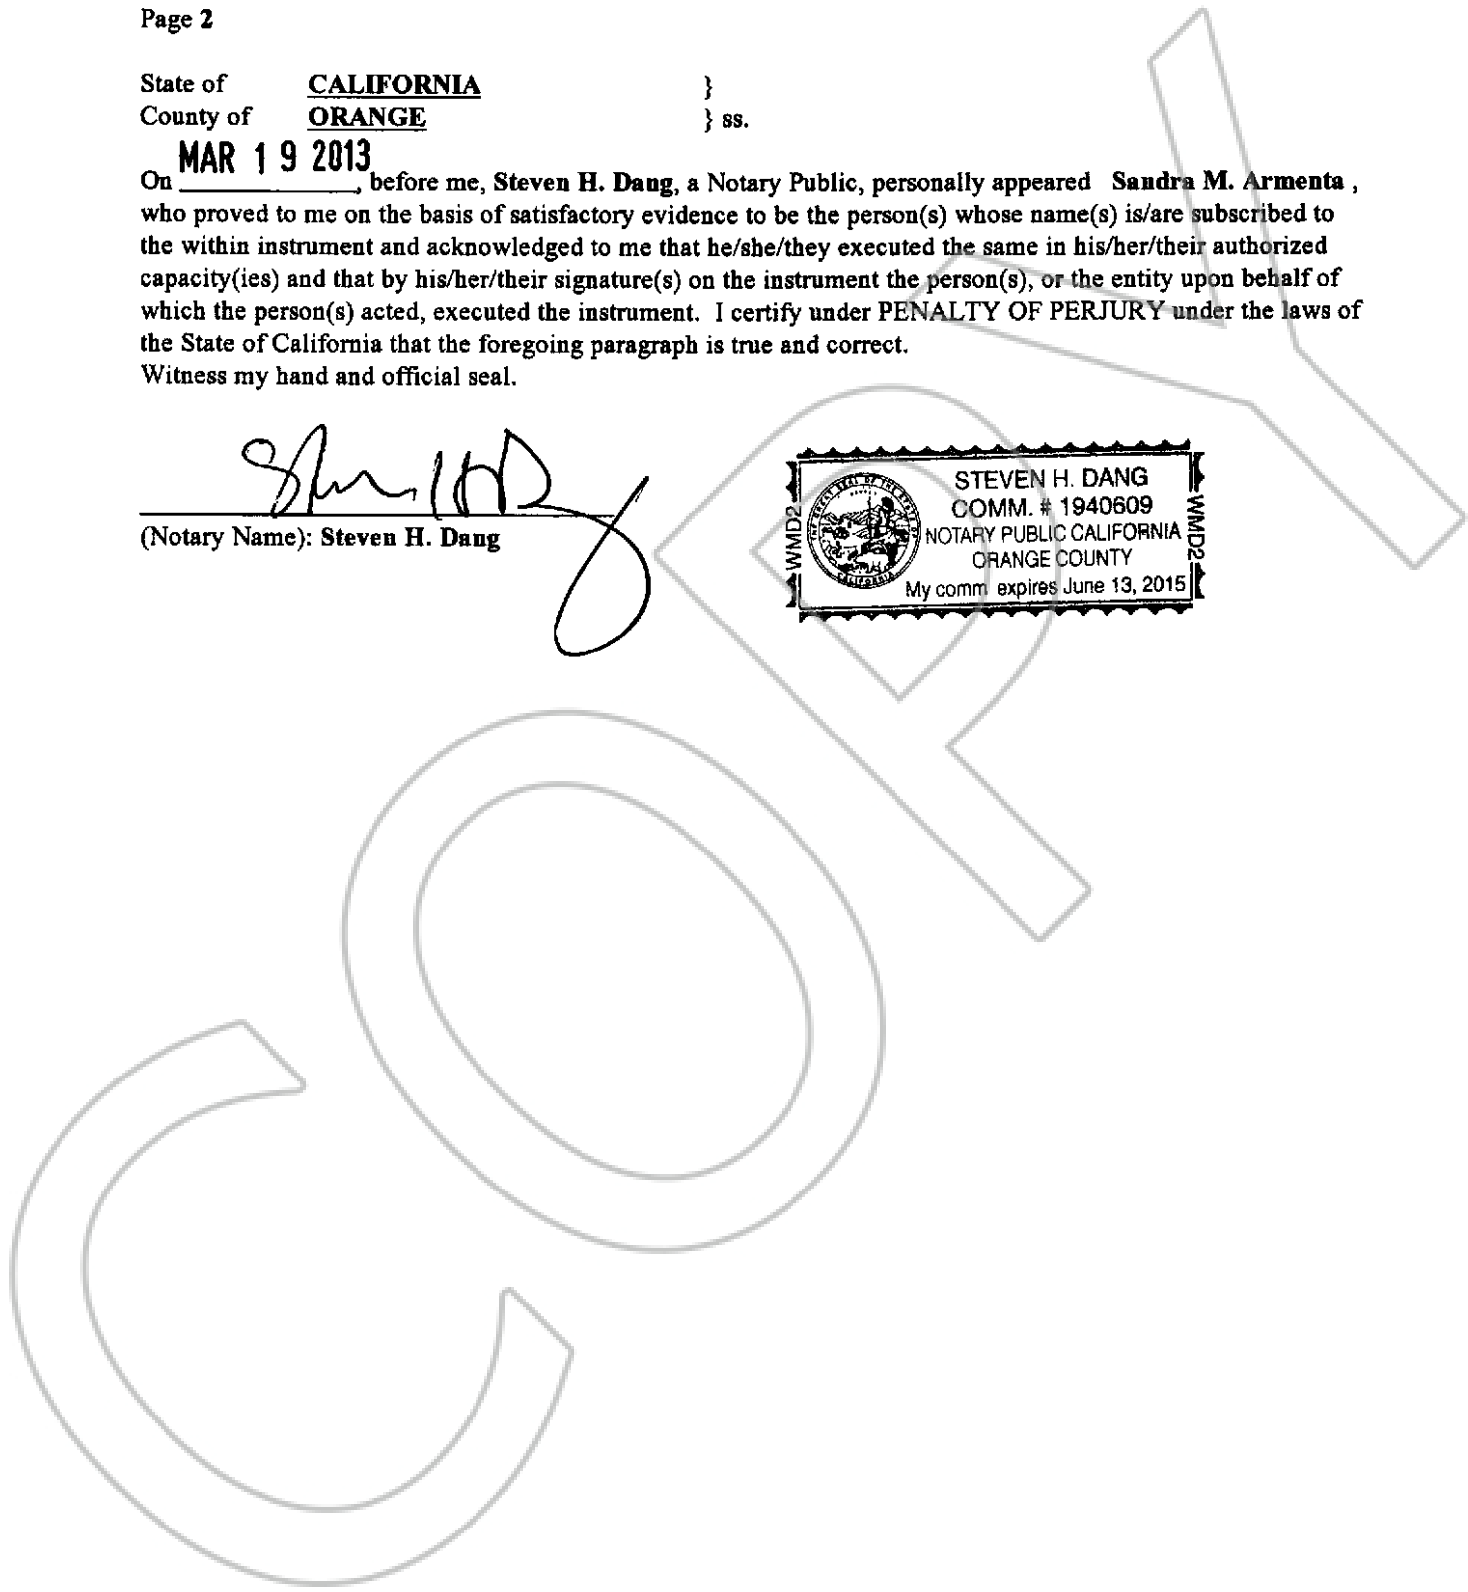 Page 2
State of CALIFORNIA }
County of ORANGE } ss.
MAR 19 2013
On ____________, before me, Steven H. Dang, a Notary Public, personally appeared Sandra M. Armenta ,
who proved to me on the basis of satisfactory evidence to be the person(s) whose name(s) is/are subscribed to
the within instrument and acknowledged to me that he/she/they executed the same in his/her/their authorized
capacity(ies) and that by his/her/their signature(s) on the instrument the person(s), or the entity upon behalf of
which the person(s) acted, executed the instrument. I certify under PENALTY OF PERJURY under the laws of
the State of California that the foregoing paragraph is true and correct.
Witness my hand and official seal.
(Notary Name): Steven H. Dang
STEVEN H. DANG
COMM. # 1940609
NOTARY PUBLIC CALIFORNIA
ORANGE COUNTY
My comm expires June 13, 2015
WMD2
WMD2
COPY